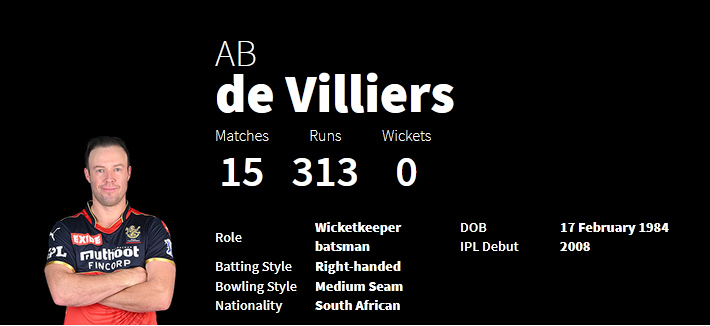 AB
de Villiers
Matches Runs Wickets
15 313 0
Role Wicketkeeper
batsman
Batting Style Right-handed
Bowling Style Medium Seam
Nationality South African
DOB 17 February 1984
IPL Debut 2008
EXIDE
muthoot
FINCORP